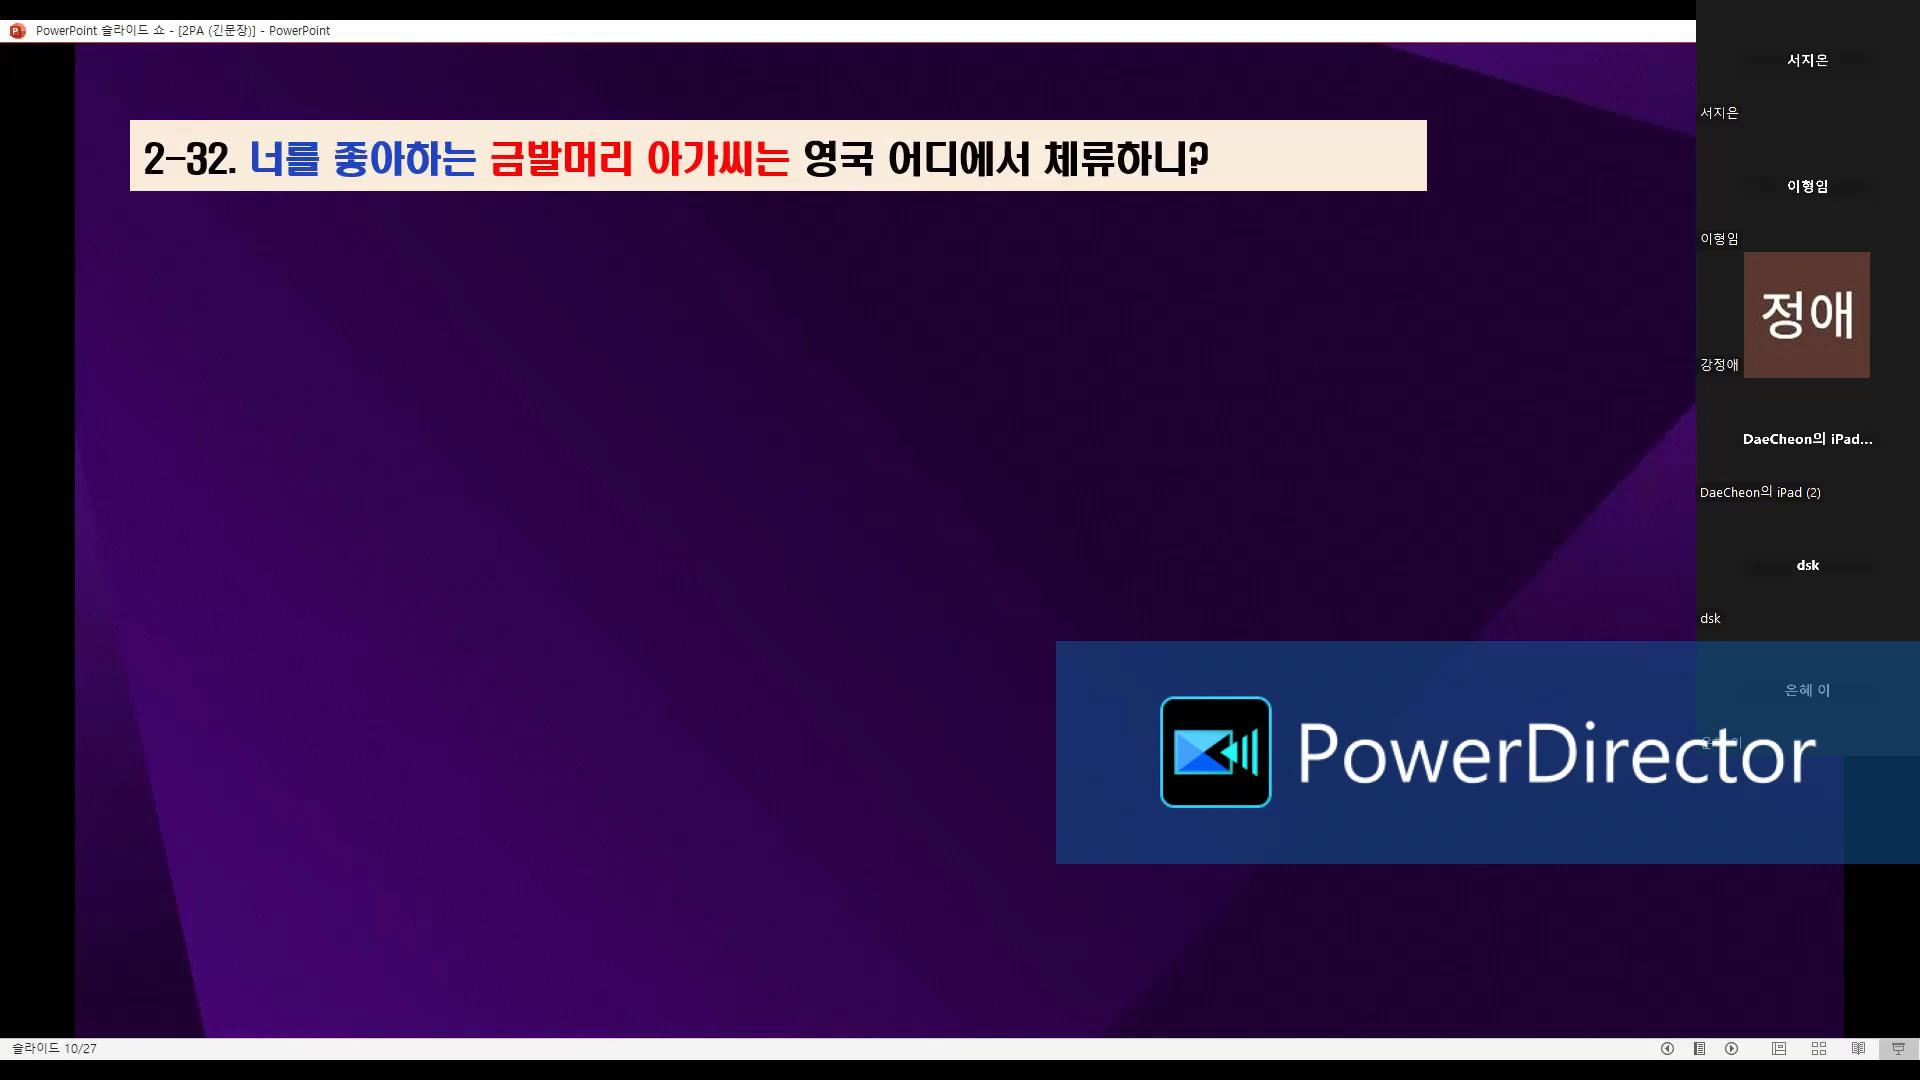 PowerPoint 슬라이드 쇼 - [2PA (긴문장)] - PowerPoint
2-32. 너를 좋아하는 금발머리 아가씨는 영국 어디에서 체류하니?
서지은
서지은
이형임
이형임
정애
강정애
DaeCheon의 iPad...
DaeCheon의 iPad (2)
dsk
dsk
은혜 이
PowerDirector
슬라이드 10/27